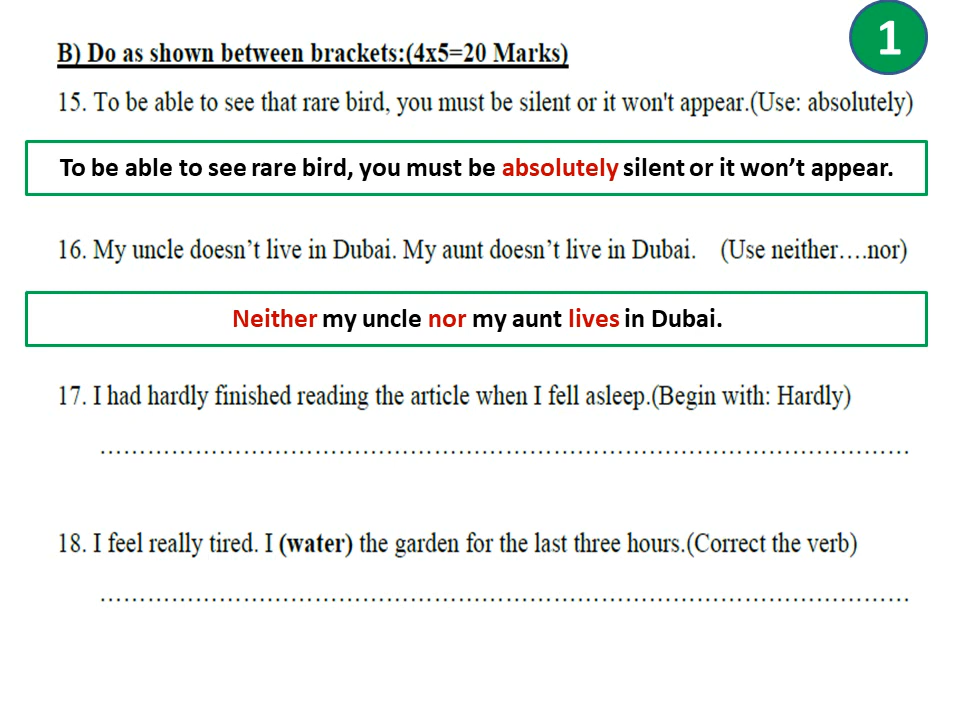 1
B) Do as shown between brackets:(4x5=20 Marks)
15. To be able to see that rare bird, you must be silent or it won't appear.(Use: absolutely)
To be able to see rare bird, you must be absolutely silent or it won’t appear.
16. My uncle doesn’t live in Dubai. My aunt doesn’t live in Dubai. (Use neither….nor)
Neither my uncle nor my aunt lives in Dubai.
17. I had hardly finished reading the article when I fell asleep.(Begin with: Hardly)
18. I feel really tired. I (water) the garden for the last three hours.(Correct the verb)